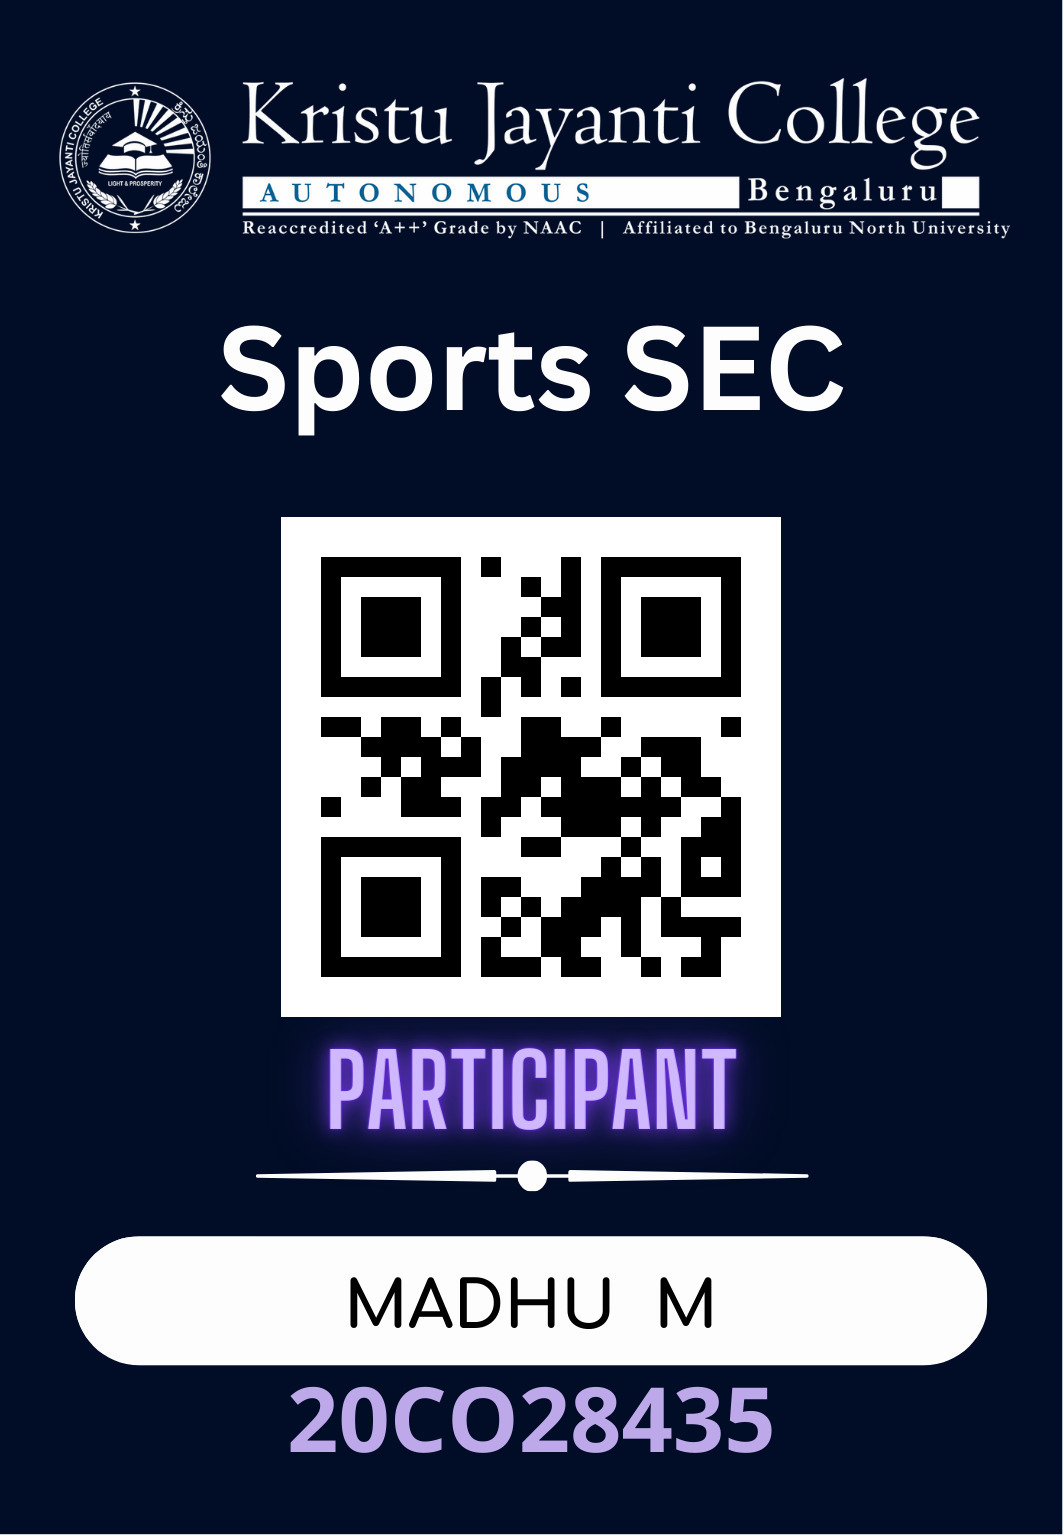 KRISTU JAYANTI COLLEGE
ಕ್ರಿಸ್ತು ಜಯಂತಿ ಕಾಲೇಜು
LIGHT & PROSPERITY
Kristu Jayanti College
AUTONOMOUS Bengaluru
Reaccredited ‘A++’ Grade by NAAC | Affiliated to Bengaluru North University
Sports SEC
PARTICIPANT
MADHU M
20CO28435